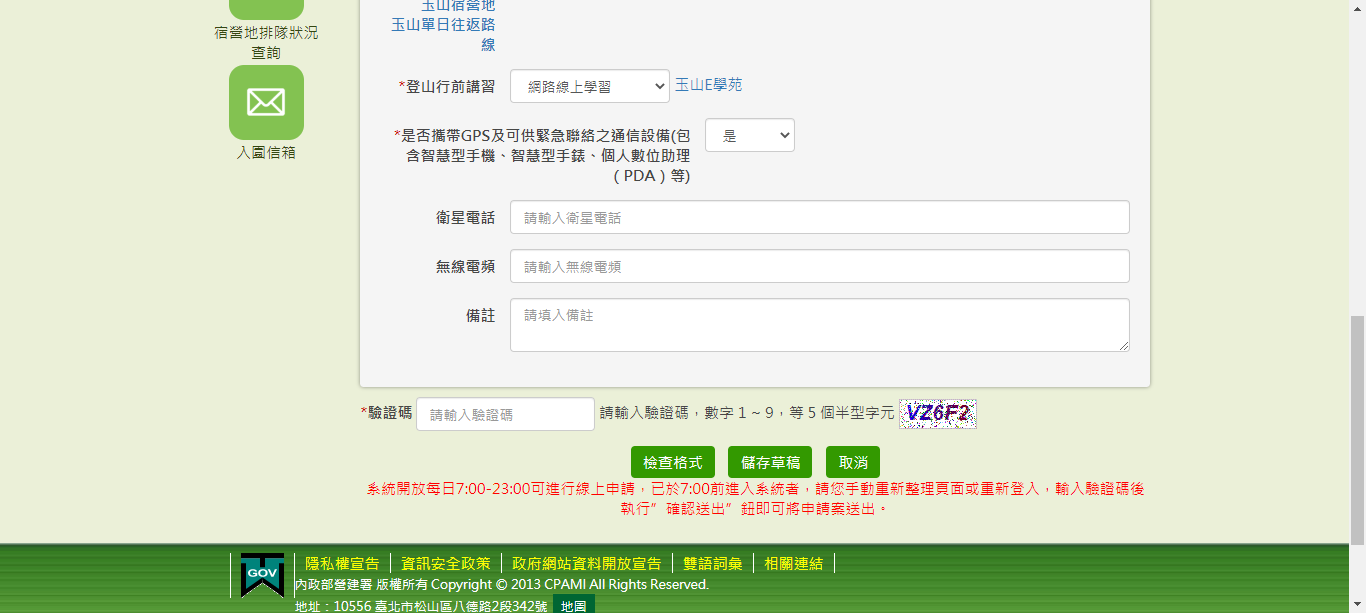 宿營地排隊狀況
查詢
入園信箱
玉山宿營地
玉山單日往返路
線
*登山行前講習 網路線上學習 玉山E學苑
*是否攜帶GPS及可供緊急聯絡之通信設備(包
含智慧型手機、智慧型手錶、個人數位助理
( PDA ) 等)
是
衛星電話 請輸入衛星電話
無線電頻 請輸入無線電頻
備註 請填入備註
*驗證碼 請輸入驗證碼 請輸入驗證碼，數字 1 ~ 9，等 5 個半型字元 VZ6F2
檢查格式 儲存草稿 取消
系統開放每日7:00-23:00可進行線上申請，已於7:00前進入系統者，請您手動重新整理頁面或重新登入，輸入驗證碼後
執行”確認送出”鈕即可將申請案送出。
GOV
隱私權宣告 資訊安全政策 政府網站資料開放宣告 雙語詞彙 相關連結
內政部營建署 版權所有 Copyright © 2013 CPAMI All Rights Reserved.
地址：10556 臺北市松山區八德路2段342號 地圖